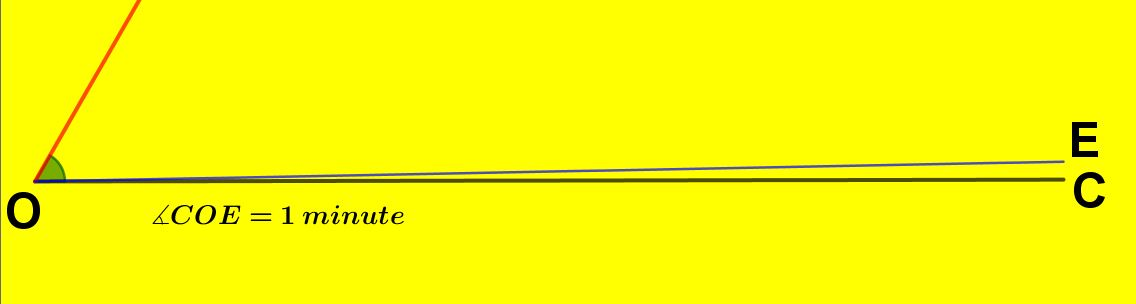 E
C
O
∡COE = 1 minute